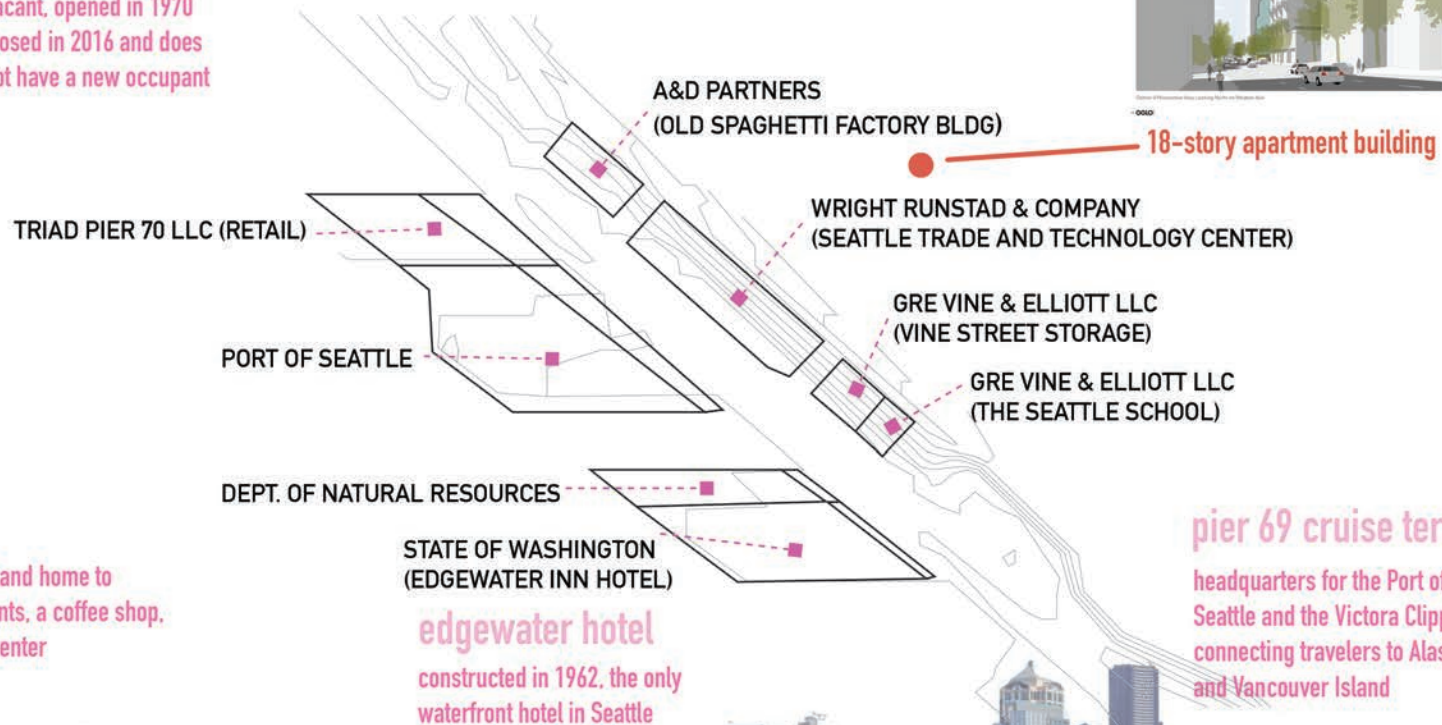 acant, opened in 1970
osed in 2016 and does
ot have a new occupant
OGLO
18-story apartment building
A&D PARTNERS
(OLD SPAGHETTI FACTORY BLDG)
WRIGHT RUNSTAD & COMPANY
(SEATTLE TRADE AND TECHNOLOGY CENTER)
TRIAD PIER 70 LLC (RETAIL)
GRE VINE & ELLIOTT LLC
(VINE STREET STORAGE)
PORT OF SEATTLE
GRE VINE & ELLIOTT LLC
(THE SEATTLE SCHOOL)
DEPT. OF NATURAL RESOURCES
STATE OF WASHINGTON
(EDGEWATER INN HOTEL)
and home to
nts, a coffee shop,
enter
edgewater hotel
constructed in 1962, the only
waterfront hotel in Seattle
pier 69 cruise ter
headquarters for the Port of
Seattle and the Victora Clipp
connecting travelers to Alas
and Vancouver Island